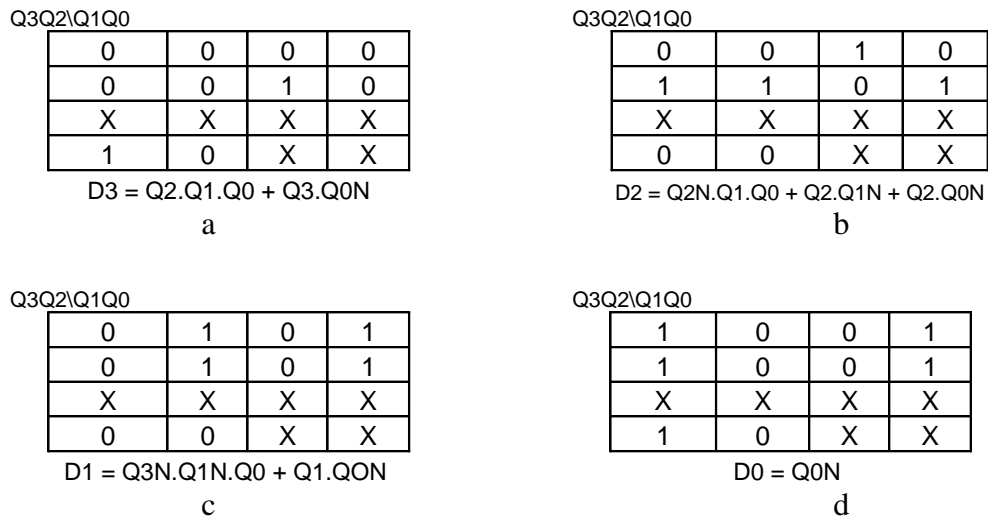 Q3Q2\Q1Q0
0 0 0 0
0 0 1 0
X X X X
1 0 X X
D3 = Q2.Q1.Q0 + Q3.Q0N
a
Q3Q2\Q1Q0
0 0 1 0
1 1 0 1
X X X X
0 0 X X
D2 = Q2N.Q1.Q0 + Q2.Q1N + Q2.Q0N
b
Q3Q2\Q1Q0
0 1 0 1
0 1 0 1
X X X X
0 0 X X
D1 = Q3N.Q1N.Q0 + Q1.QON
c
Q3Q2\Q1Q0
1 0 0 1
1 0 0 1
X X X X
1 0 X X
D0 = Q0N
d